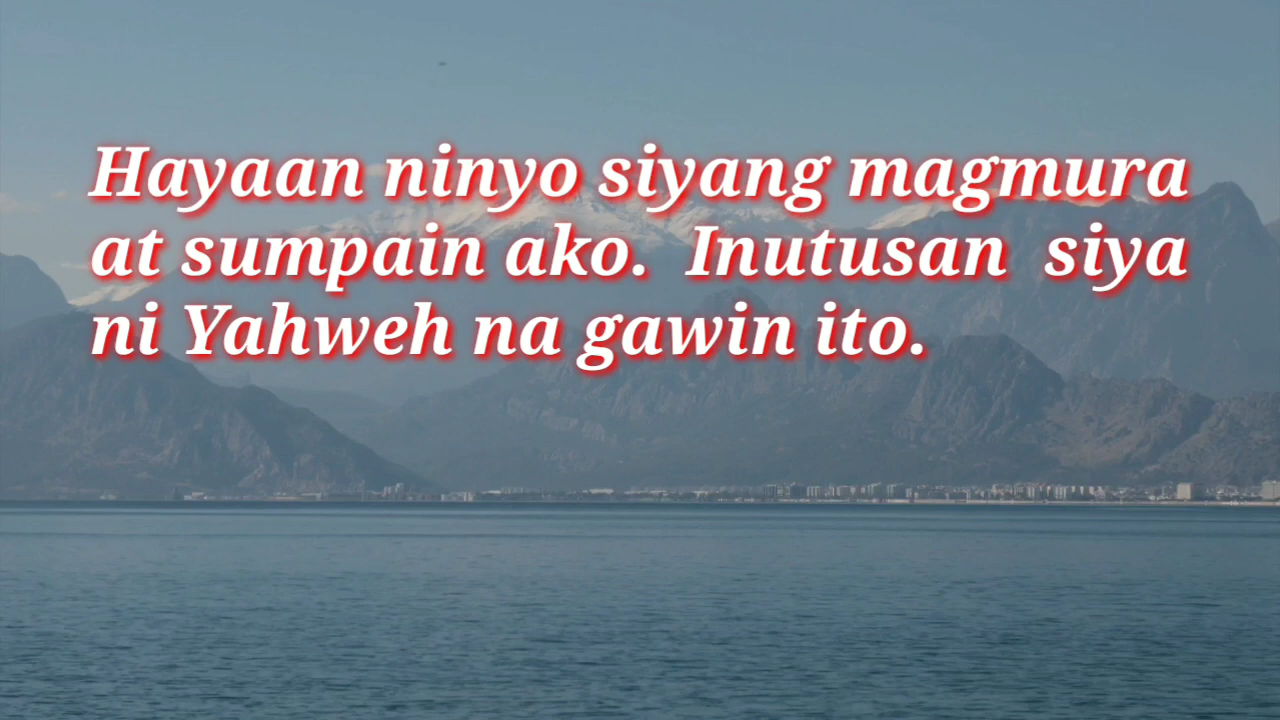 Hayaan ninyo siyang magmura
at sumpain ako.  Inutusan  siya
ni Yahweh na gawin ito.